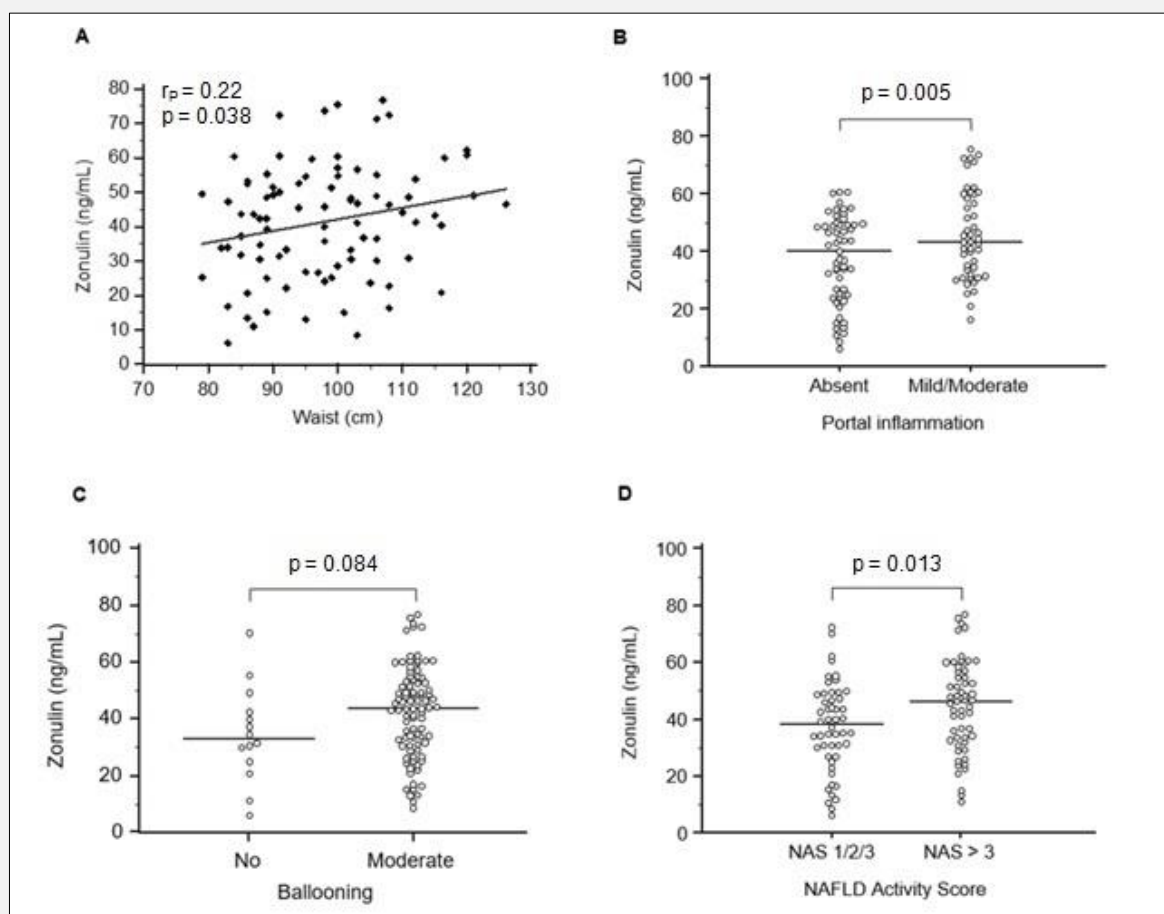 A
rP = 0.22
p = 0.038
80
70
60
50
40
30
20
10
0
Zonulin (ng/mL)
70 80 90 100 110 120 130
Waist (cm)
B
p = 0.005
100
80
60
40
20
0
Zonulin (ng/mL)
Absent Mild/Moderate
Portal inflammation
C
p = 0.084
100
80
60
40
20
0
Zonulin (ng/mL)
No Moderate
Ballooning
D
p = 0.013
100
80
60
40
20
0
Zonulin (ng/mL)
NAS 1/2/3 NAS > 3
NAFLD Activity Score